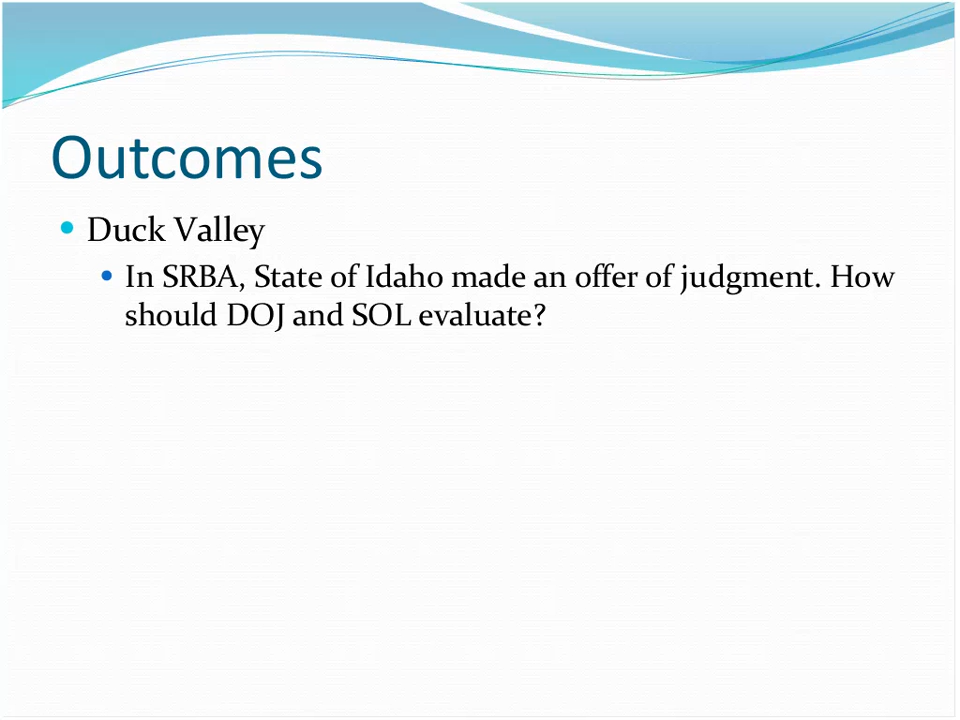 Outcomes
Duck Valley
In SRBA, State of Idaho made an offer of judgment. How
should DOJ and SOL evaluate?